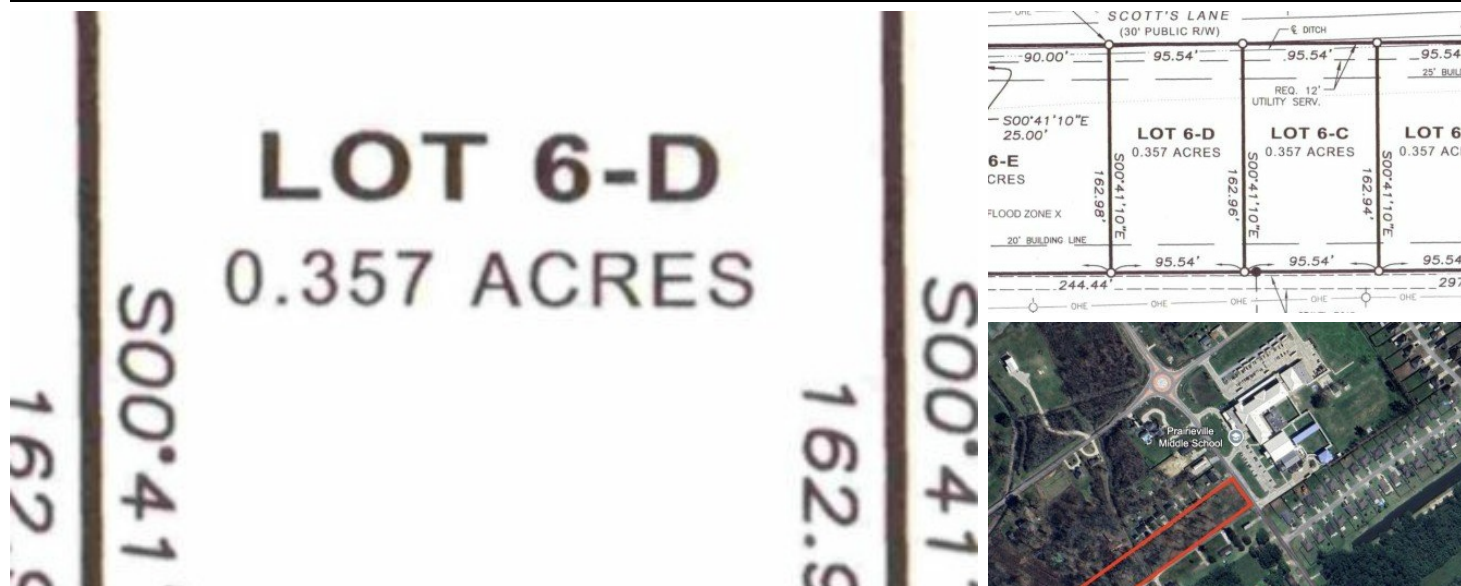 LOT 6-D
0.357 ACRES
S00°41'
162.9
162.9
S00°41'
SCOTT'S LANE
(30' PUBLIC R/W)
℄ DITCH
90.00'
95.54'
95.54'
95.54
25' BUIL
REQ. 12'
UTILITY SERV.
S00°41'10"E
25.00'
6-E
CRES
LOT 6-D
0.357 ACRES
LOT 6-C
0.357 ACRES
LOT 6
0.357 AC
162.98'
S00°41'10"E
162.96'
S00°41'10"E
162.94'
S00°41'10"E
FLOOD ZONE X
20' BUILDING LINE
95.54'
95.54'
95.54
244.44'
297
OHE
OHE
OHE
OHE
OHE
Prairieville
Middle School